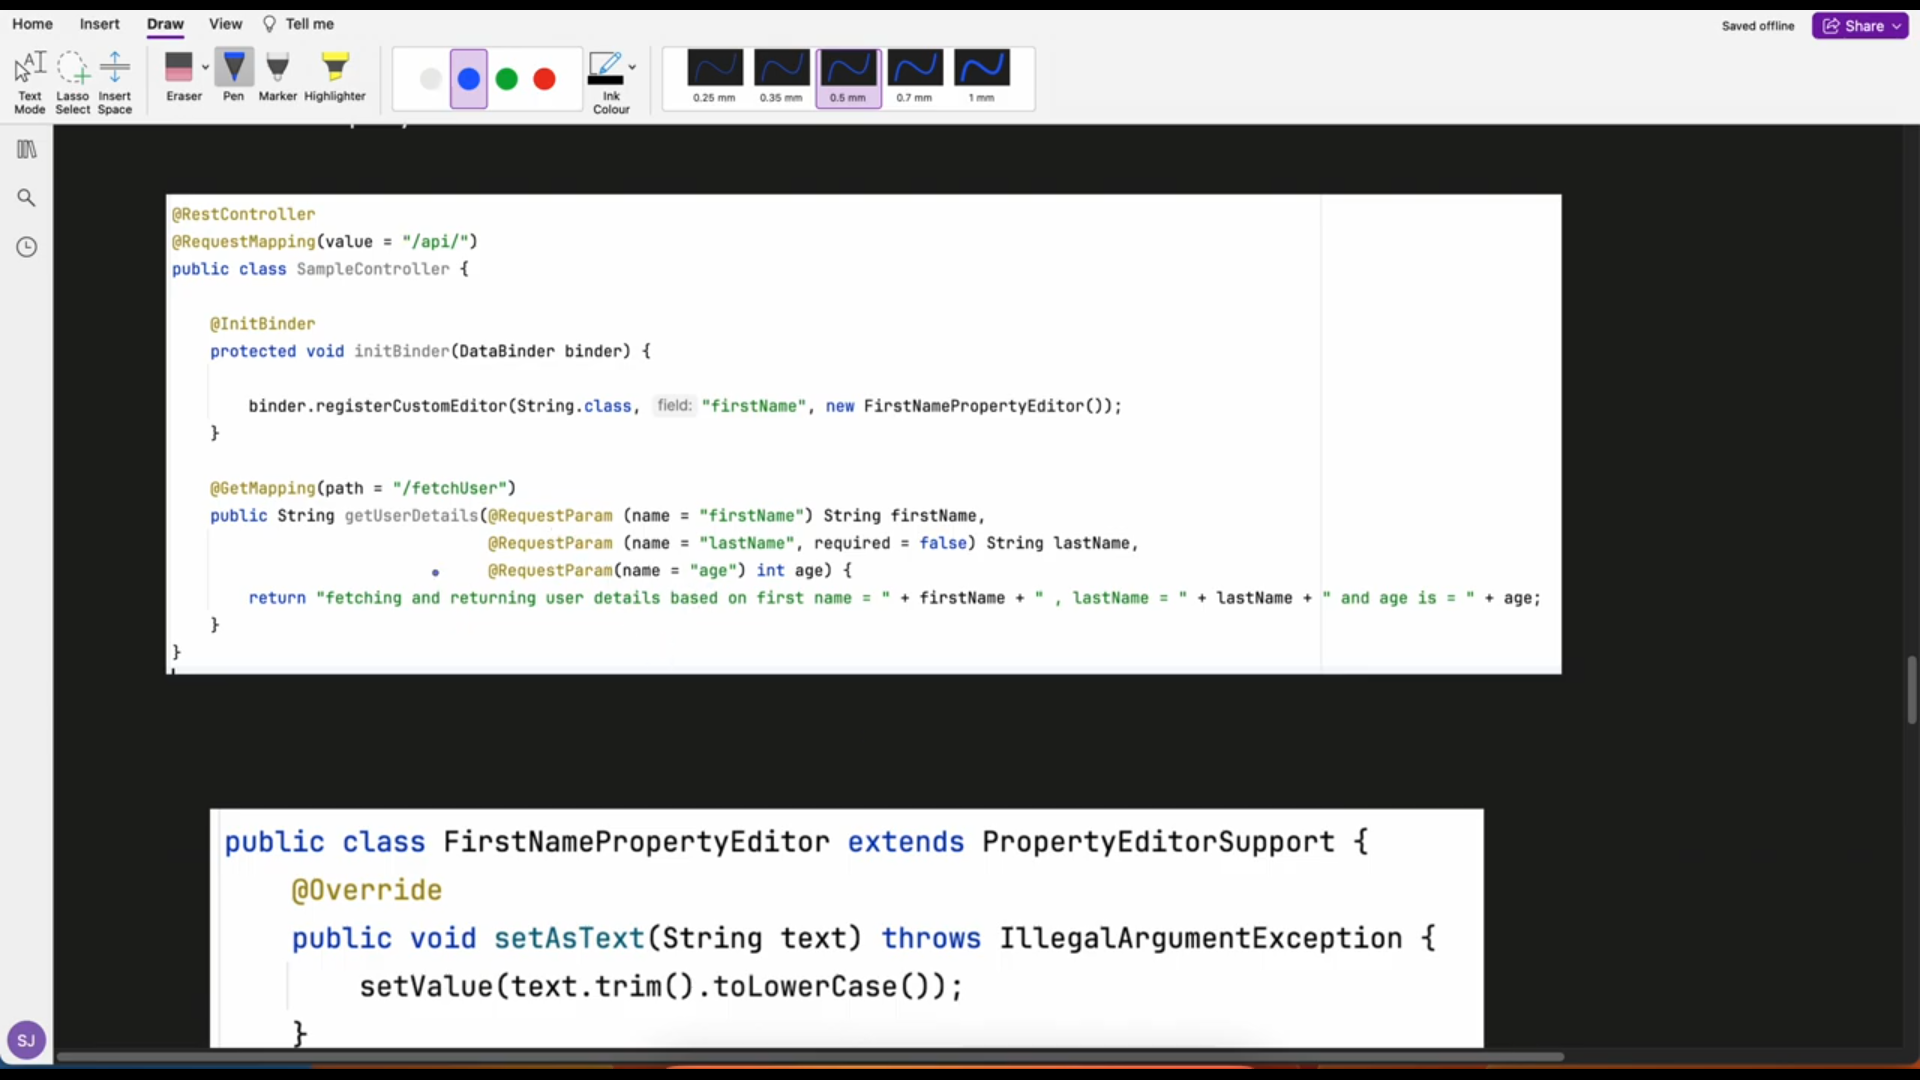 Home Insert Draw View Tell me
Saved offline Share
Text Mode Lasso Select Insert Space Eraser Pen Marker Highlighter Ink Colour 0.25 mm 0.35 mm 0.5 mm 0.7 mm 1 mm
@RestController
@RequestMapping(value = "/api/")
public class SampleController {
@InitBinder
protected void initBinder(DataBinder binder) {
binder.registerCustomEditor(String.class, field: "firstName", new FirstNamePropertyEditor());
}
@GetMapping(path = "/fetchUser")
public String getUserDetails(@RequestParam (name = "firstName") String firstName,
@RequestParam (name = "lastName", required = false) String lastName,
@RequestParam(name = "age") int age) {
return "fetching and returning user details based on first name = " + firstName + " , lastName = " + lastName + " and age is = " + age;
}
}
public class FirstNamePropertyEditor extends PropertyEditorSupport {
@Override
public void setAsText(String text) throws IllegalArgumentException {
setValue(text.trim().toLowerCase());
}
SJ